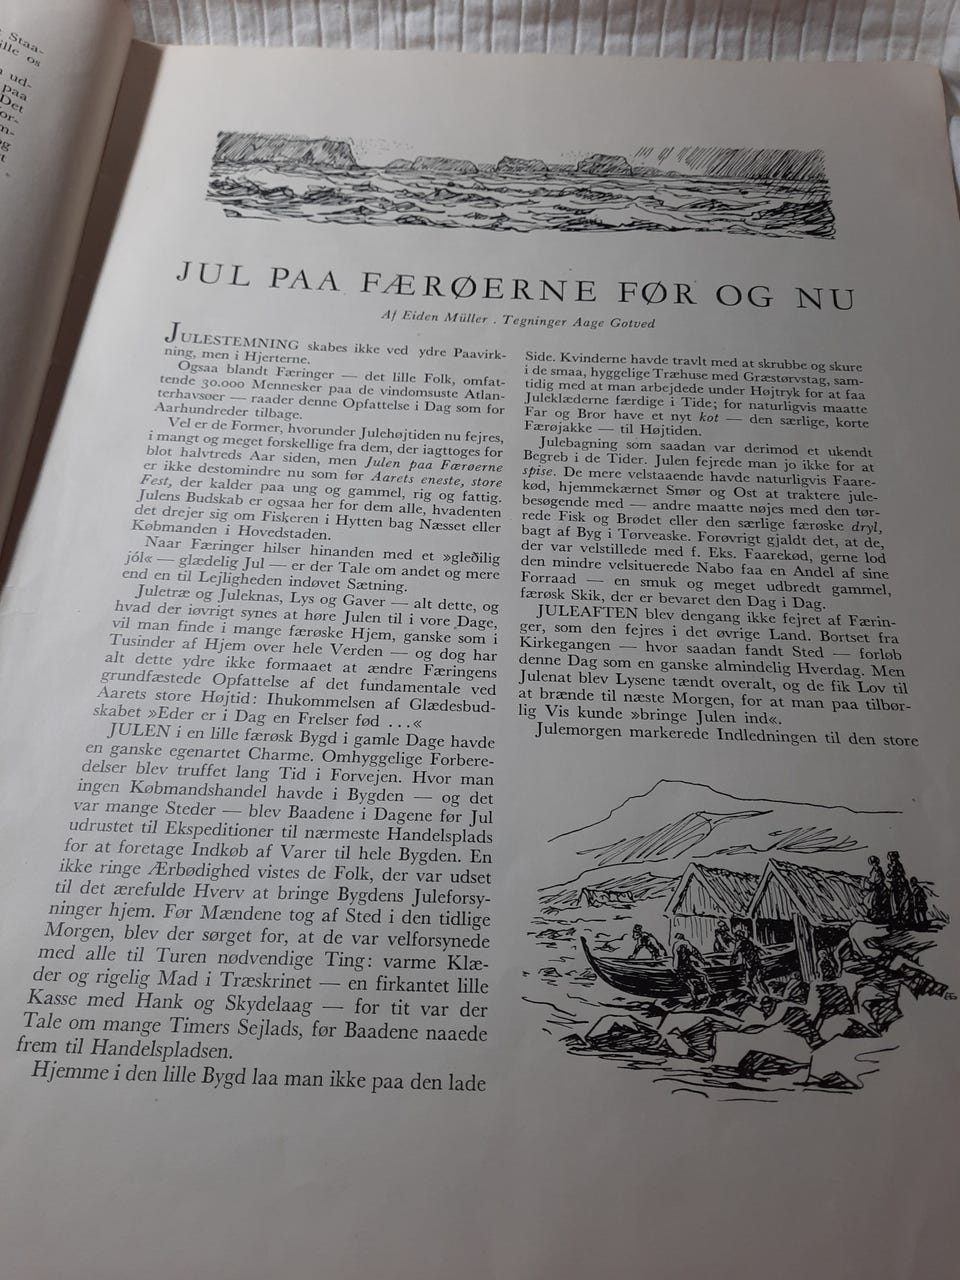 Staa-
ille os
ud-
paa
Det
or-
m-
og
JUL PAA FÆRØERNE FØR OG NU
Af Eiden Müller . Tegninger Aage Gotved
JULESTEMNING skabes ikke ved ydre Paavirk-
ning, men i Hjerterne.
Ogsaa blandt Færinger — det lille Folk, omfat-
tende 30.000 Mennesker paa de vindomsuste Atlan-
terhavsøer — raader denne Opfattelse i Dag som for
Aarhundreder tilbage.
Vel er de Former, hvorunder Julehøjtiden nu fejres,
i mangt og meget forskellige fra dem, der iagttoges for
blot halvtreds Aar siden, men Julen paa Færøerne
er ikke destomindre nu som før Aarets eneste, store
Fest, der kalder paa ung og gammel, rig og fattig.
Julens Budskab er ogsaa her for dem alle, hvadenten
det drejer sig om Fiskeren i Hytten bag Næsset eller
Købmanden i Hovedstaden.
Naar Færinger hilser hinanden med et »gleðilig
jól« — glædelig Jul — er der Tale om andet og mere
end en til Lejligheden indøvet Sætning.
Juletræ og Juleknas, Lys og Gaver — alt dette, og
hvad der iøvrigt synes at høre Julen til i vore Dage,
vil man finde i mange færøske Hjem, ganske som i
Tusinder af Hjem over hele Verden — og dog har
alt dette ydre ikke formaaet at ændre Færingens
grundfæstede Opfattelse af det fundamentale ved
Aarets store Højtid: Ihukommelsen af Glædesbud-
skabet »Eder er i Dag en Frelser fød ...«
JULEN i en lille færøsk Bygd i gamle Dage havde
en ganske egenartet Charme. Omhyggelige Forbere-
delser blev truffet lang Tid i Forvejen. Hvor man
ingen Købmandshandel havde i Bygden — og det
var mange Steder — blev Baadene i Dagene før Jul
udrustet til Ekspeditioner til nærmeste Handelsplads
for at foretage Indkøb af Varer til hele Bygden. En
ikke ringe Ærbødighed vistes de Folk, der var udset
til det ærefulde Hverv at bringe Bygdens Juleforsy-
ninger hjem. Før Mændene tog af Sted i den tidlige
Morgen, blev der sørget for, at de var velforsynede
med alle til Turen nødvendige Ting: varme Klæ-
der og rigelig Mad i Træskrinet — en firkantet lille
Kasse med Hank og Skydelaag — for tit var der
Tale om mange Timers Sejlads, før Baadene naaede
frem til Handelspladsen.
Hjemme i den lille Bygd laa man ikke paa den lade
Side. Kvinderne havde travlt med at skrubbe og skure
i de smaa, hyggelige Træhuse med Græstørvstag, sam-
tidig med at man arbejdede under Højtryk for at faa
Juleklæderne færdige i Tide; for naturligvis maatte
Far og Bror have et nyt kot — den særlige, korte
Færøjakke — til Højtiden.
Julebagning som saadan var derimod et ukendt
Begreb i de Tider. Julen fejrede man jo ikke for at
spise. De mere velstaaende havde naturligvis Faare-
kød, hjemmekærnet Smør og Ost at traktere jule-
besøgende med — andre maatte nøjes med den tør-
rede Fisk og Brødet eller den særlige færøske dryl,
bagt af Byg i Tørveaske. Forøvrigt gjaldt det, at de,
der var velstillede med f. Eks. Faarekød, gerne lod
den mindre velsituerede Nabo faa en Andel af sine
Forraad — en smuk og meget udbredt gammel,
færøsk Skik, der er bevaret den Dag i Dag.
JULEAFTEN blev dengang ikke fejret af Færin-
ger, som den fejres i det øvrige Land. Bortset fra
Kirkegangen — hvor saadan fandt Sted — forløb
denne Dag som en ganske almindelig Hverdag. Men
Julenat blev Lysene tændt overalt, og de fik Lov til
at brænde til næste Morgen, for at man paa tilbør-
lig Vis kunde »bringe Julen ind«.
Julemorgen markerede Indledningen til den store